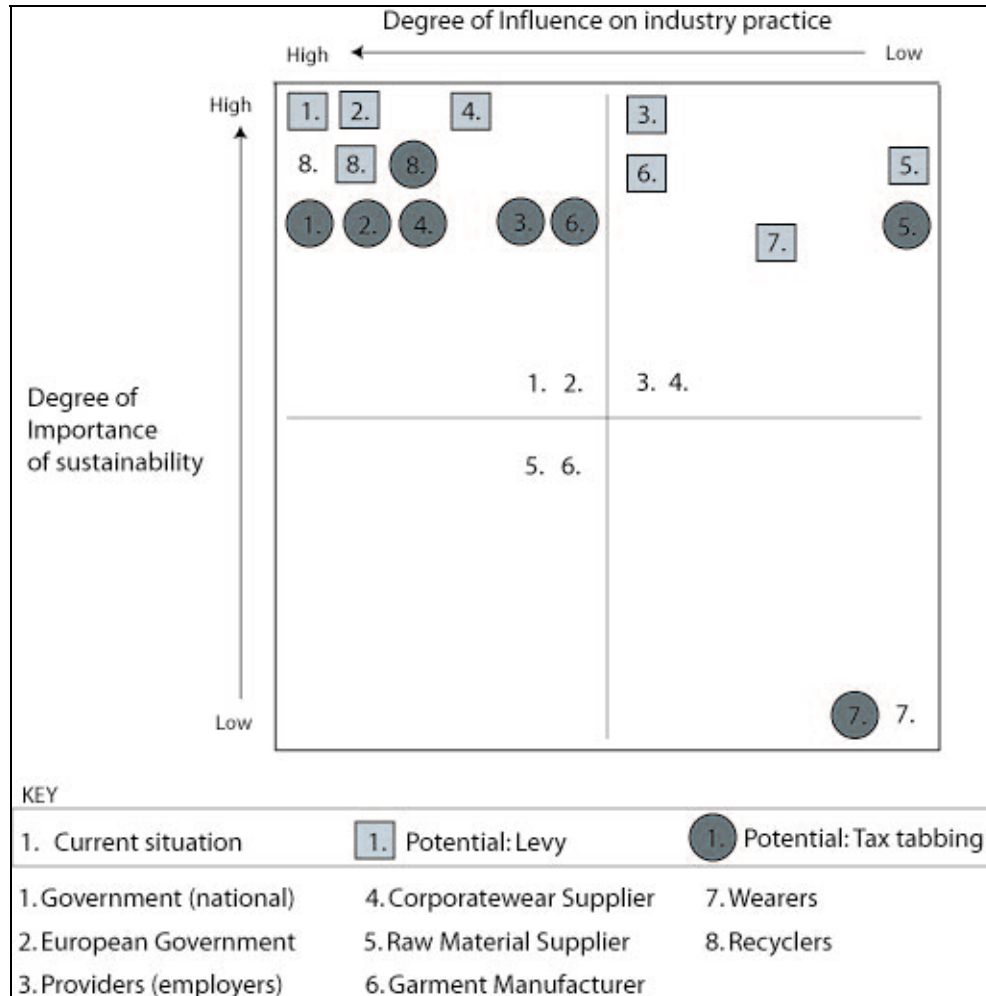 Degree of Influence on industry practice
High Low
High
1. 2. 4. 3.
8. 8. 8. 6. 5.
1. 2. 4. 3. 6. 5.
7.
1. 2. 3. 4.
Degree of
Importance
of sustainability
5. 6.
7. 7.
Low
KEY
1. Current situation 1. Potential: Levy 1. Potential: Tax tabbing
1. Government (national) 4. Corporatewear Supplier 7. Wearers
2. European Government 5. Raw Material Supplier 8. Recyclers
3. Providers (employers) 6. Garment Manufacturer